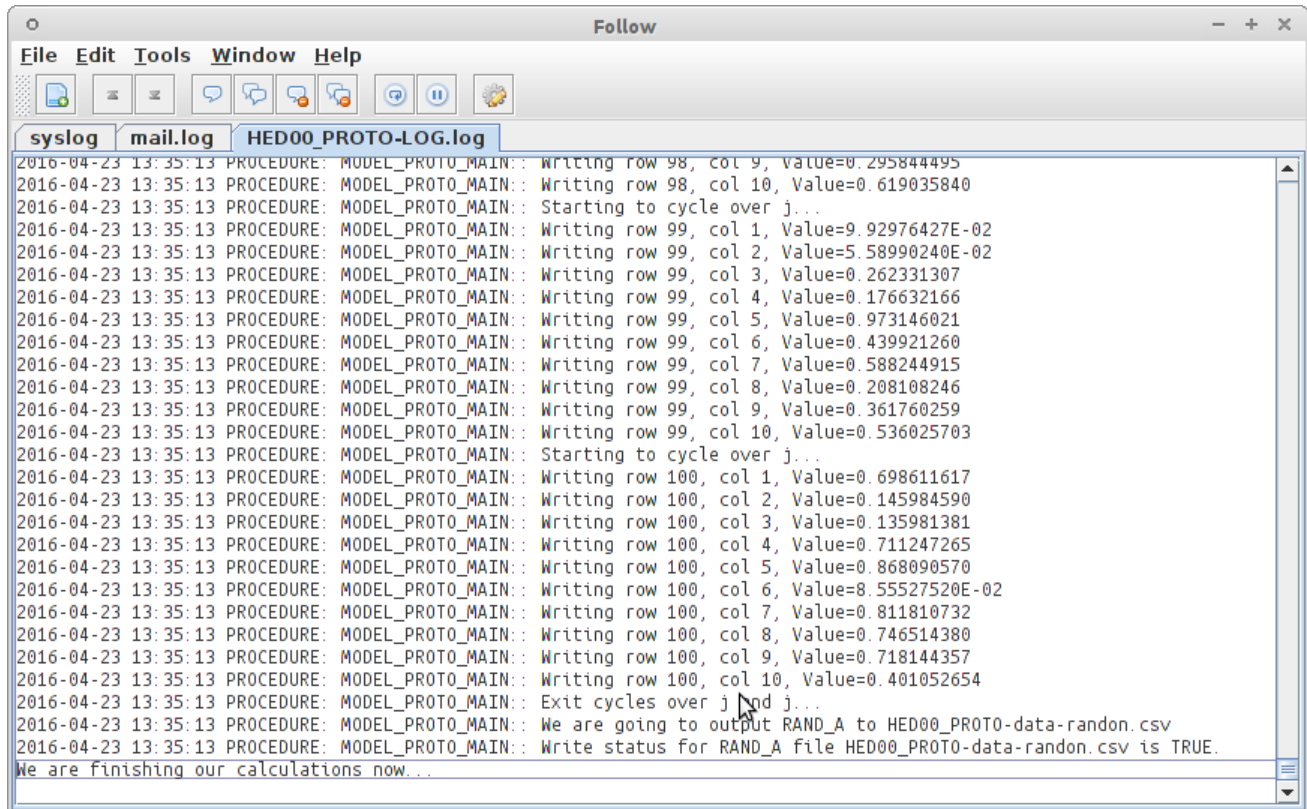 Follow
File Edit Tools Window Help
syslog mail.log HED00_PROTO-LOG.log
2016-04-23 13:35:13 PROCEDURE: MODEL_PROTO_MAIN:: Writing row 98, col 9, Value=0.295844495
2016-04-23 13:35:13 PROCEDURE: MODEL_PROTO_MAIN:: Writing row 98, col 10, Value=0.619035840
2016-04-23 13:35:13 PROCEDURE: MODEL_PROTO_MAIN:: Starting to cycle over j...
2016-04-23 13:35:13 PROCEDURE: MODEL_PROTO_MAIN:: Writing row 99, col 1, Value=9.92976427E-02
2016-04-23 13:35:13 PROCEDURE: MODEL_PROTO_MAIN:: Writing row 99, col 2, Value=5.58990240E-02
2016-04-23 13:35:13 PROCEDURE: MODEL_PROTO_MAIN:: Writing row 99, col 3, Value=0.262331307
2016-04-23 13:35:13 PROCEDURE: MODEL_PROTO_MAIN:: Writing row 99, col 4, Value=0.176632166
2016-04-23 13:35:13 PROCEDURE: MODEL_PROTO_MAIN:: Writing row 99, col 5, Value=0.973146021
2016-04-23 13:35:13 PROCEDURE: MODEL_PROTO_MAIN:: Writing row 99, col 6, Value=0.439921260
2016-04-23 13:35:13 PROCEDURE: MODEL_PROTO_MAIN:: Writing row 99, col 7, Value=0.588244915
2016-04-23 13:35:13 PROCEDURE: MODEL_PROTO_MAIN:: Writing row 99, col 8, Value=0.208108246
2016-04-23 13:35:13 PROCEDURE: MODEL_PROTO_MAIN:: Writing row 99, col 9, Value=0.361760259
2016-04-23 13:35:13 PROCEDURE: MODEL_PROTO_MAIN:: Writing row 99, col 10, Value=0.536025703
2016-04-23 13:35:13 PROCEDURE: MODEL_PROTO_MAIN:: Starting to cycle over j...
2016-04-23 13:35:13 PROCEDURE: MODEL_PROTO_MAIN:: Writing row 100, col 1, Value=0.698611617
2016-04-23 13:35:13 PROCEDURE: MODEL_PROTO_MAIN:: Writing row 100, col 2, Value=0.145984590
2016-04-23 13:35:13 PROCEDURE: MODEL_PROTO_MAIN:: Writing row 100, col 3, Value=0.135981381
2016-04-23 13:35:13 PROCEDURE: MODEL_PROTO_MAIN:: Writing row 100, col 4, Value=0.711247265
2016-04-23 13:35:13 PROCEDURE: MODEL_PROTO_MAIN:: Writing row 100, col 5, Value=0.868090570
2016-04-23 13:35:13 PROCEDURE: MODEL_PROTO_MAIN:: Writing row 100, col 6, Value=8.55527520E-02
2016-04-23 13:35:13 PROCEDURE: MODEL_PROTO_MAIN:: Writing row 100, col 7, Value=0.811810732
2016-04-23 13:35:13 PROCEDURE: MODEL_PROTO_MAIN:: Writing row 100, col 8, Value=0.746514380
2016-04-23 13:35:13 PROCEDURE: MODEL_PROTO_MAIN:: Writing row 100, col 9, Value=0.718144357
2016-04-23 13:35:13 PROCEDURE: MODEL_PROTO_MAIN:: Writing row 100, col 10, Value=0.401052654
2016-04-23 13:35:13 PROCEDURE: MODEL_PROTO_MAIN:: Exit cycles over j and j...
2016-04-23 13:35:13 PROCEDURE: MODEL_PROTO_MAIN:: We are going to output RAND_A to HED00_PROTO-data-randon.csv
2016-04-23 13:35:13 PROCEDURE: MODEL_PROTO_MAIN:: Write status for RAND_A file HED00_PROTO-data-randon.csv is TRUE.
We are finishing our calculations now...